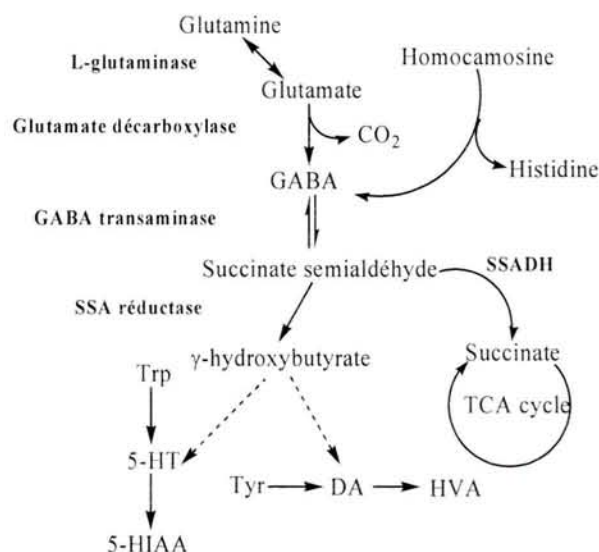 Glutamine
L-glutaminase
Homocamosine
Glutamate
Glutamate décarboxylase
CO2
Histidine
GABA
GABA transaminase
Succinate semialdéhyde
SSADH
SSA réductase
γ-hydroxybutyrate
Succinate
Trp
TCA cycle
5-HT
Tyr
DA
HVA
5-HIAA